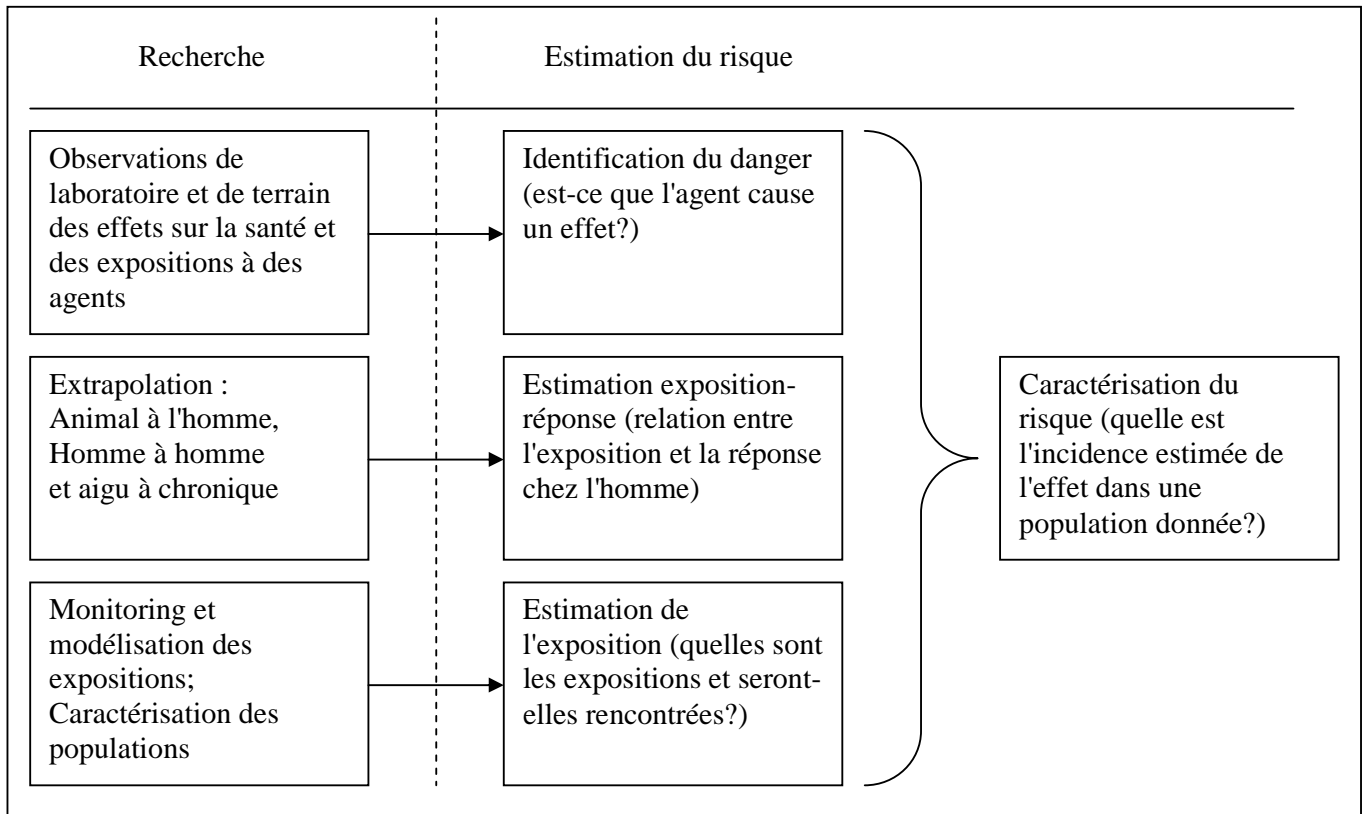 Recherche
Estimation du risque
Observations de
laboratoire et de terrain
des effets sur la santé et
des expositions à des
agents
Identification du danger
(est-ce que l'agent cause
un effet?)
Extrapolation :
Animal à l'homme,
Homme à homme
et aigu à chronique
Estimation exposition-
réponse (relation entre
l'exposition et la réponse
chez l'homme)
Caractérisation du
risque (quelle est
l'incidence estimée de
l'effet dans une
population donnée?)
Monitoring et
modélisation des
expositions;
Caractérisation des
populations
Estimation de
l'exposition (quelles sont
les expositions et seront-
elles rencontrées?)